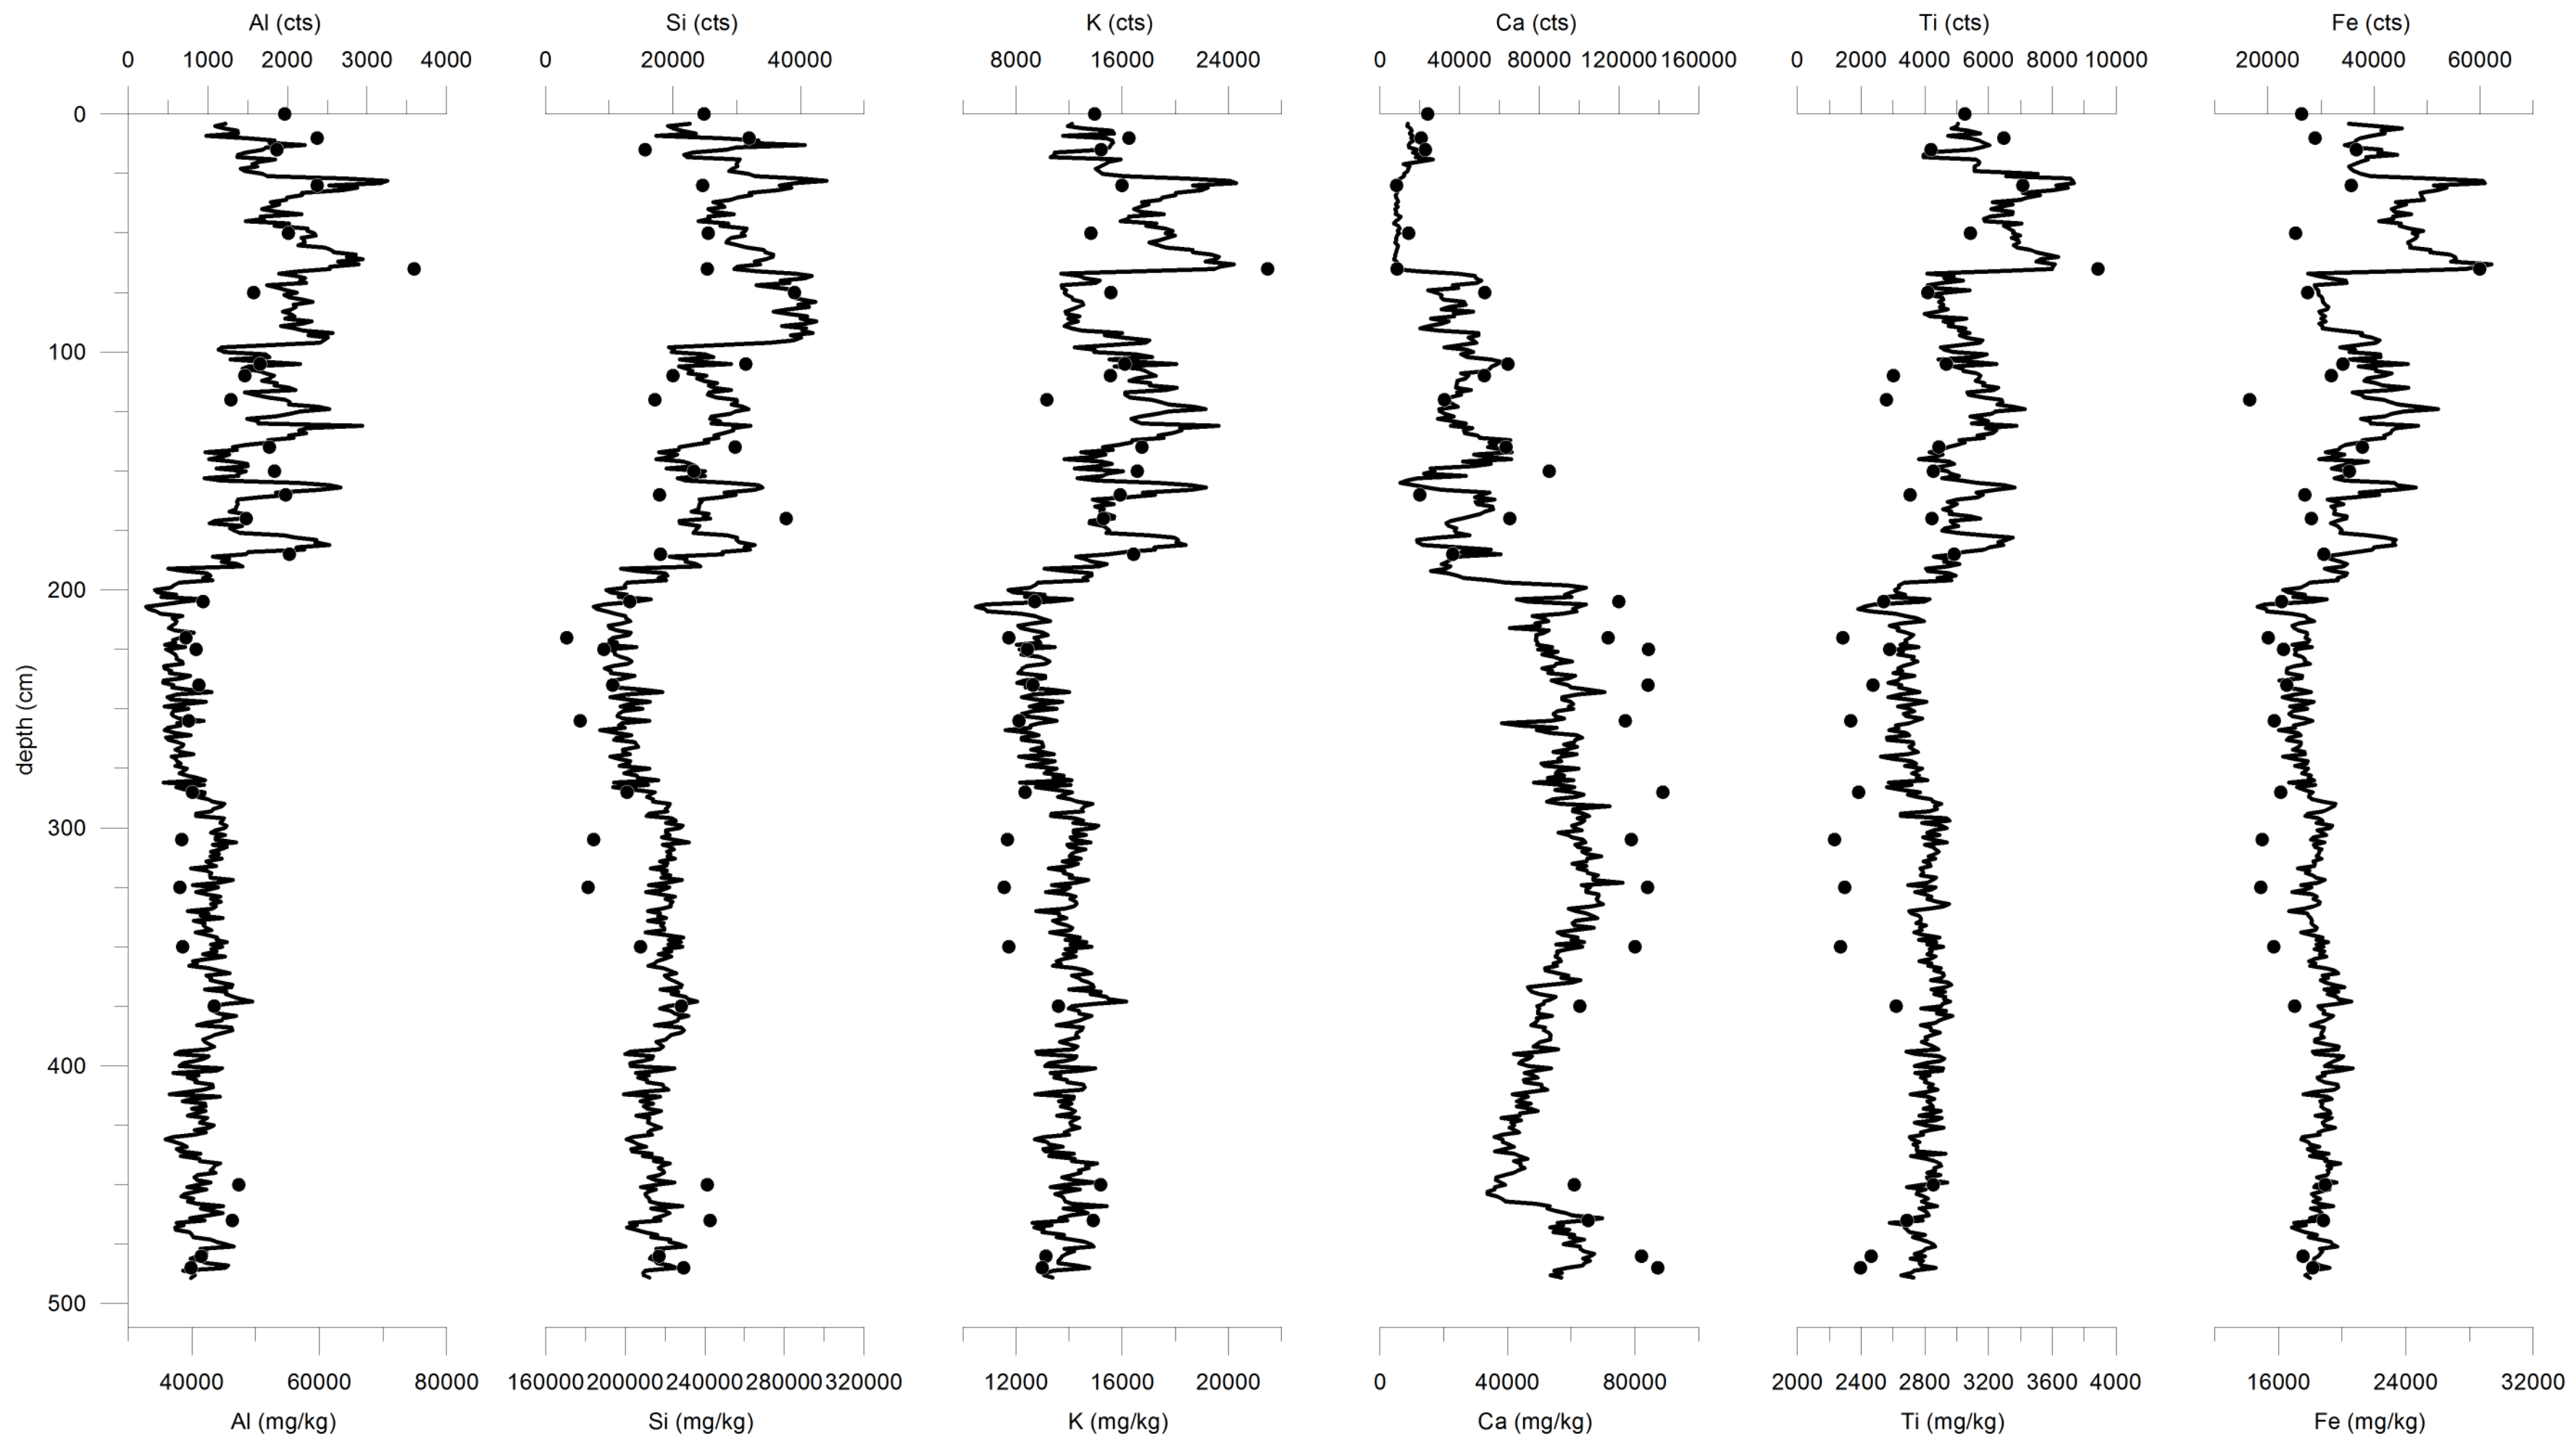 Al (cts) Si (cts) K (cts) Ca (cts) Ti (cts) Fe (cts)
0 1000 2000 3000 4000 0 20000 40000 8000 16000 24000 0 40000 80000 120000 160000 0 2000 4000 6000 8000 10000 20000 40000 60000
0
100
200
300
400
500
depth (cm)
40000 60000 80000 160000 200000 240000 280000 320000 12000 16000 20000 0 40000 80000 2000 2400 2800 3200 3600 4000 16000 24000 32000
Al (mg/kg) Si (mg/kg) K (mg/kg) Ca (mg/kg) Ti (mg/kg) Fe (mg/kg)